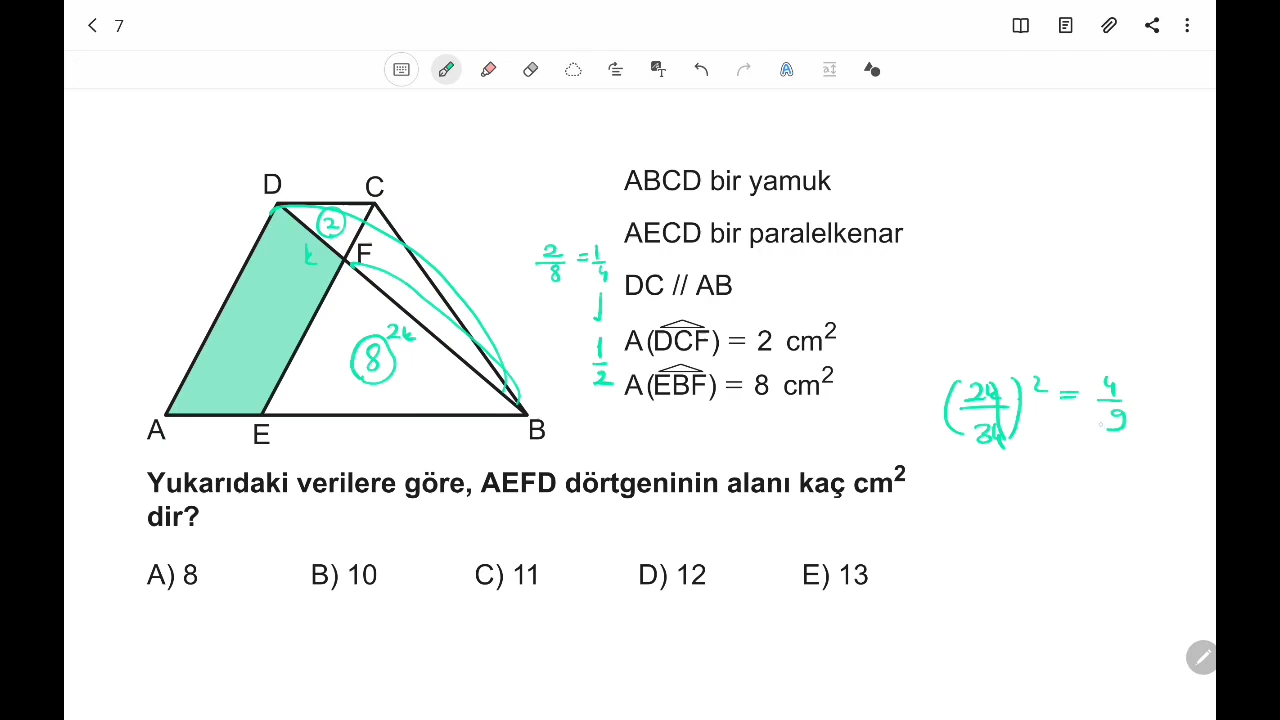 7
D C
ABCD bir yamuk
2
F
k
AECD bir paralelkenar
2/8 = 1/4
DC // AB
1/2
8 2k
A(DCF) = 2 cm²
A(EBF) = 8 cm²
(2k/3k)² = 4/9
A E B
Yukarıdaki verilere göre, AEFD dörtgeninin alanı kaç cm²
dir?
A) 8 B) 10 C) 11 D) 12 E) 13